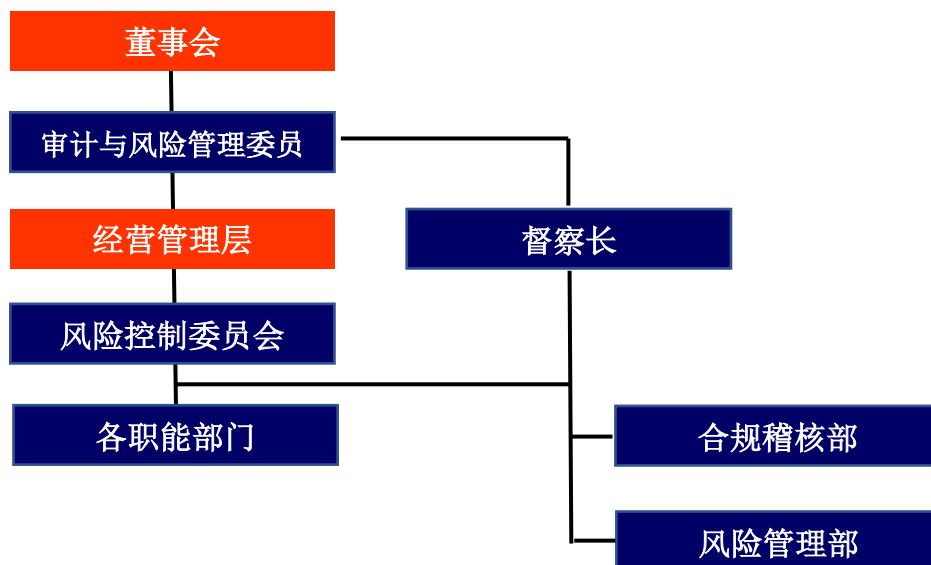 董事会
审计与风险管理委员
经营管理层
督察长
风险控制委员会
各职能部门
合规稽核部
风险管理部